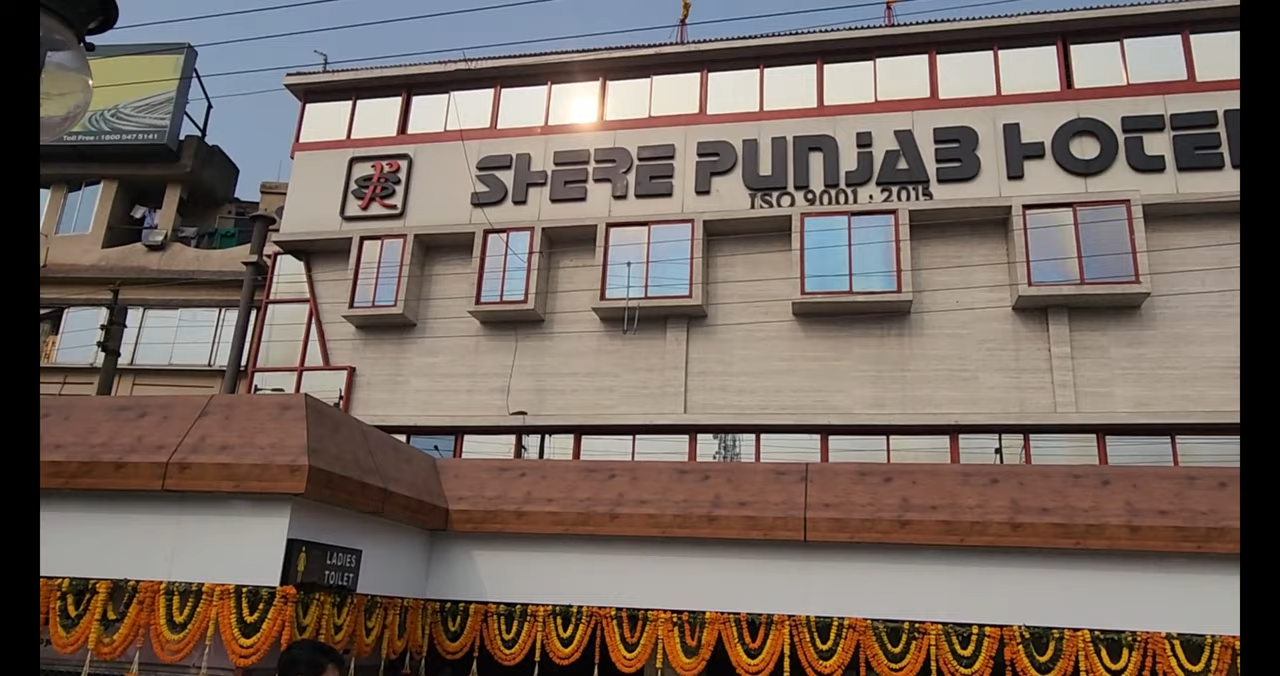 Toll Free : 1800 547 5141
SHERE PUNJAB HOTEL
ISO 9001 : 2015
LADIES
TOILET